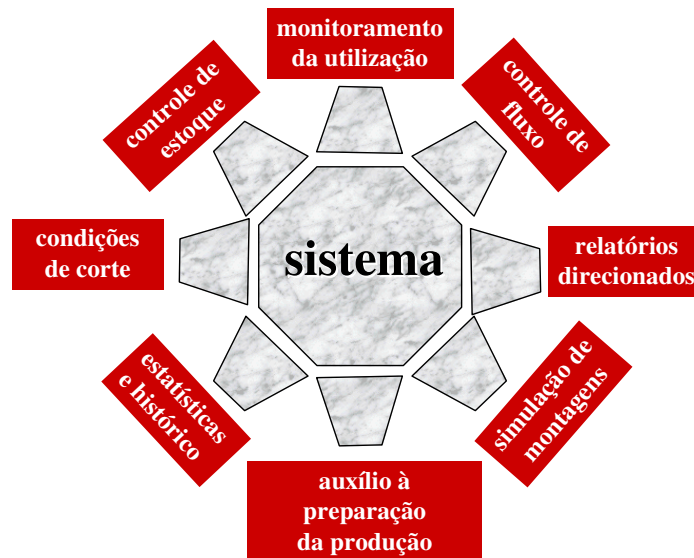 monitoramento
da utilização
controle de
estoque
controle de
fluxo
condições
de corte
sistema
relatórios
direcionados
estatísticas
e histórico
simulação de
montagens
auxílio à
preparação
da produção